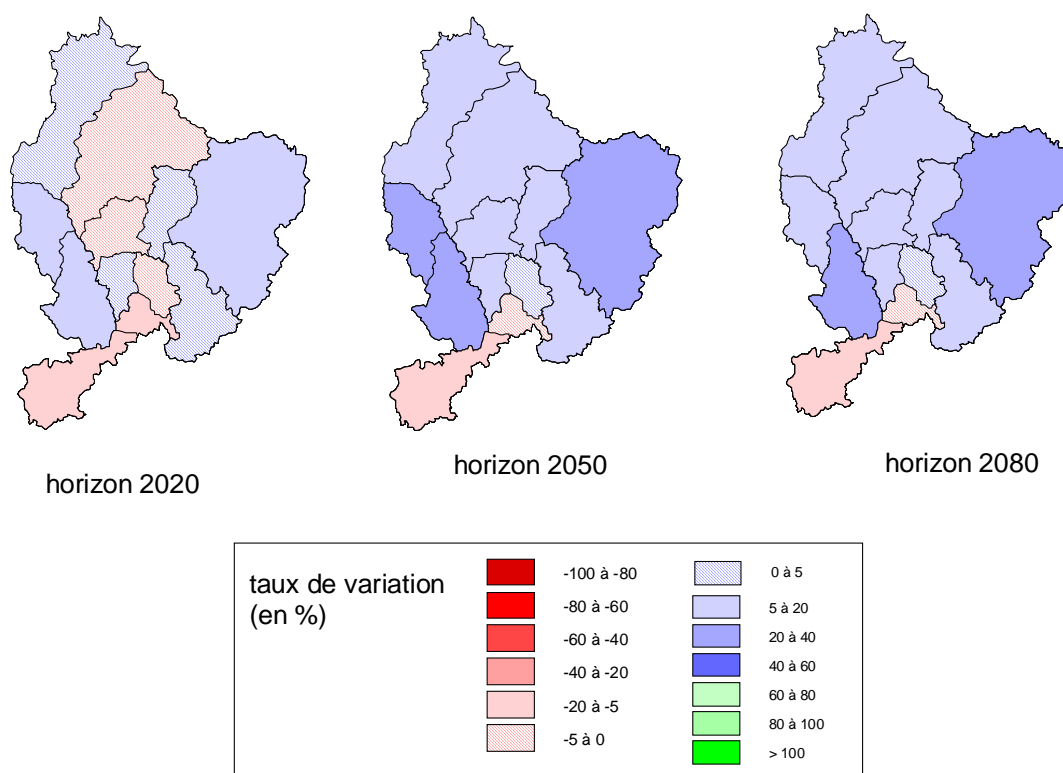 horizon 2020
horizon 2050
horizon 2080
taux de variation
(en %)
-100 à -80
-80 à -60
-60 à -40
-40 à -20
-20 à -5
-5 à 0
0 à 5
5 à 20
20 à 40
40 à 60
60 à 80
80 à 100
> 100